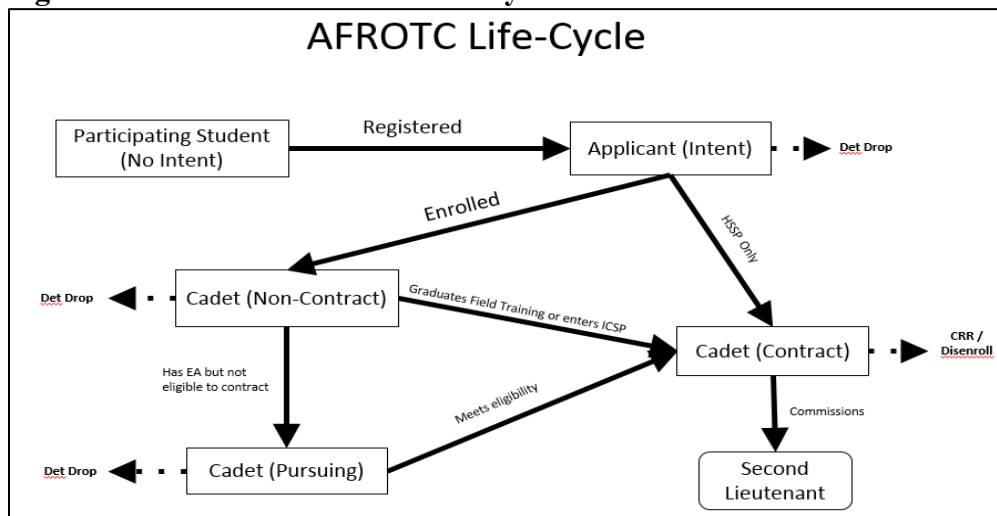 AFROTC Life-Cycle
Participating Student
(No Intent)
Registered
Applicant (Intent)
Det Drop
Enrolled
HSSP Only
Det Drop
Cadet (Non-Contract)
Graduates Field Training or enters ICSP
Cadet (Contract)
CRR /
Disenroll
Has EA but not
eligible to contract
Meets eligibility
Commissions
Det Drop
Cadet (Pursuing)
Second
Lieutenant